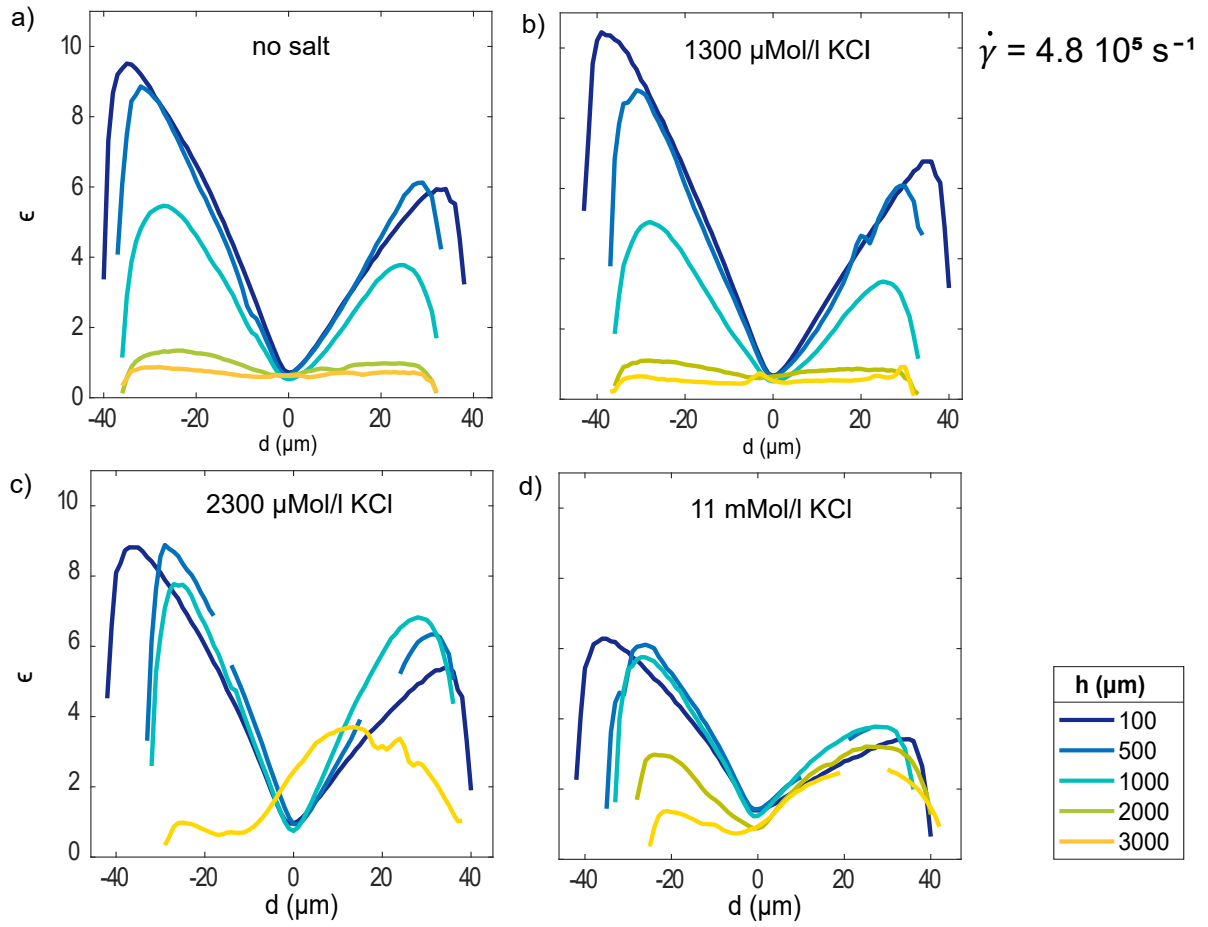 a)
no salt
10
8
6
4
2
0
ϵ
-40
-20
0
20
40
d (μm)
b)
1300 μMol/l KCl
γ̇ = 4.8 10⁵ s⁻¹
-40
-20
0
20
40
d (μm)
c)
2300 μMol/l KCl
10
8
6
4
2
0
ϵ
-40
-20
0
20
40
d (μm)
d)
11 mMol/l KCl
-40
-20
0
20
40
d (μm)
h (μm)
100
500
1000
2000
3000